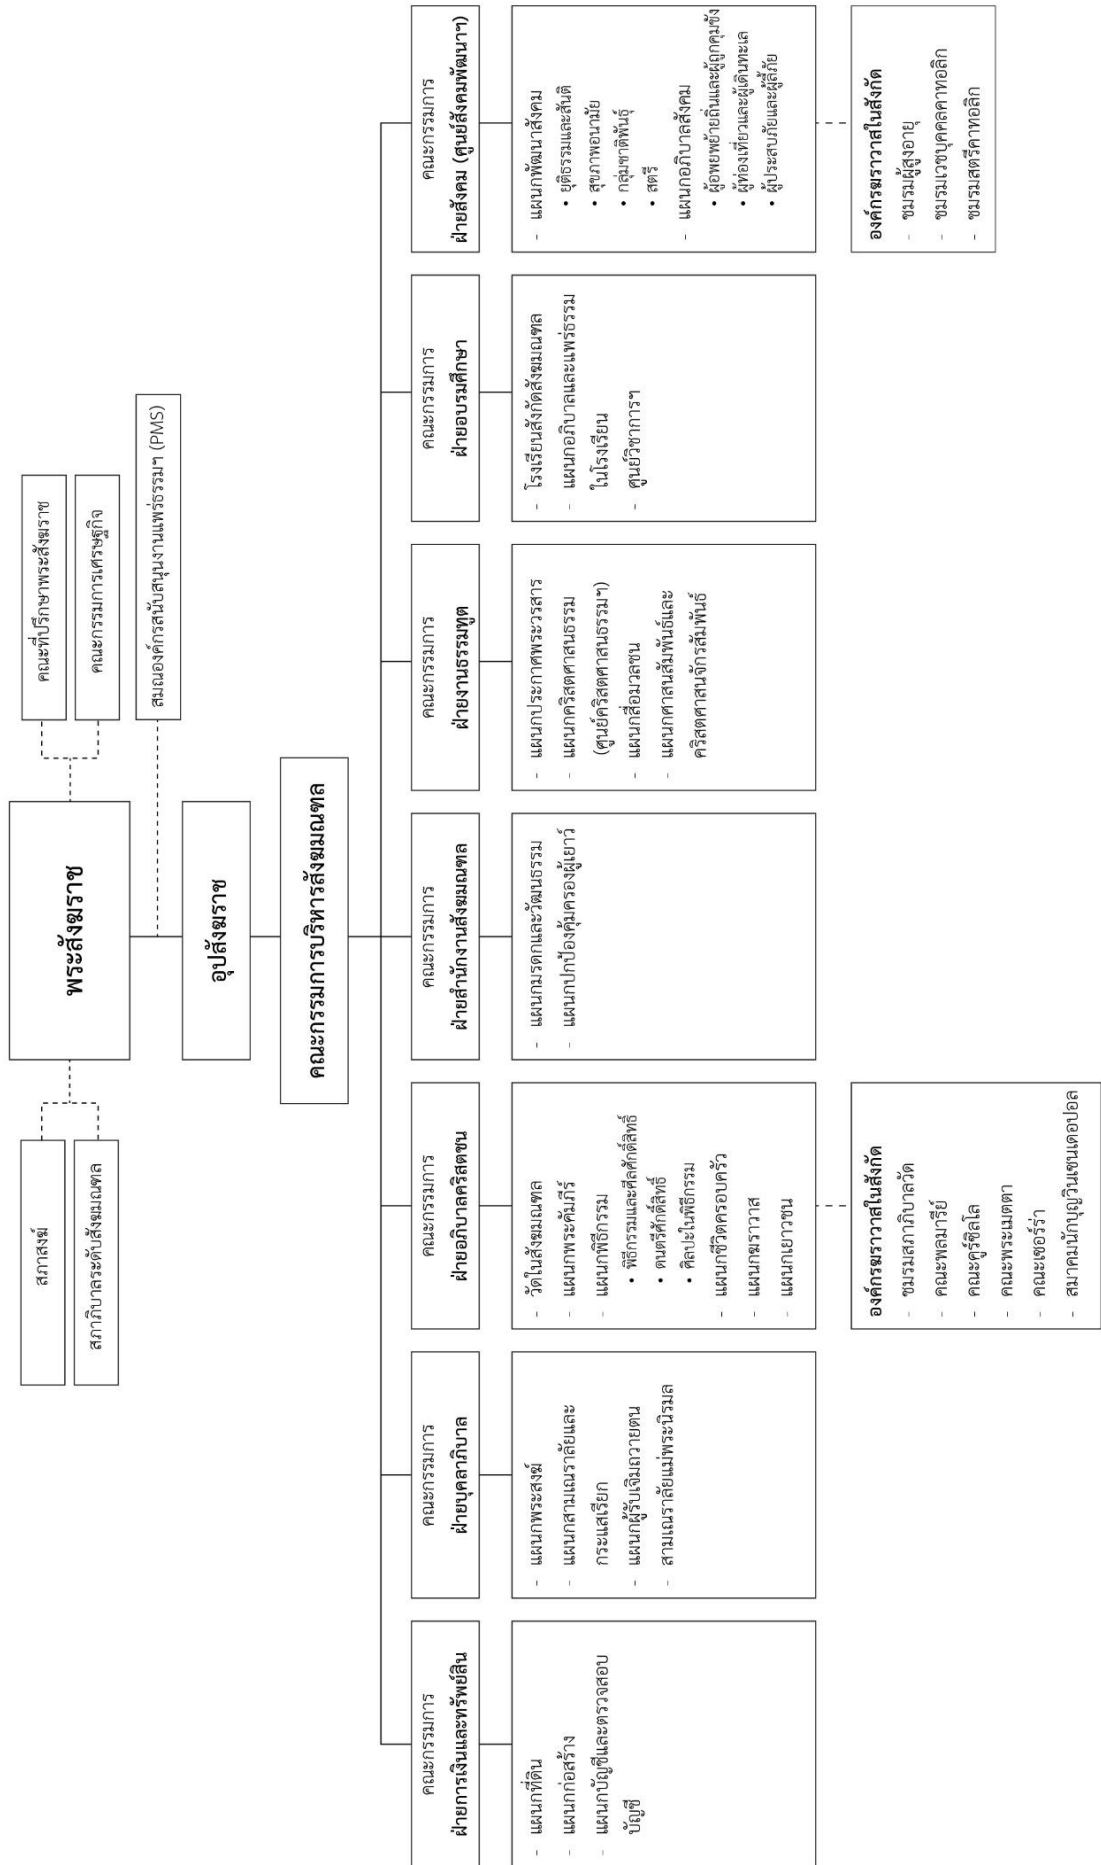 พระสังฆราช
สภาสงฆ์
สภาภิบาลระดับสังฆมณฑล
คณะที่ปรึกษาพระสังฆราช
คณะกรรมการเศรษฐกิจ
สมณองค์กรสนับสนุนงานแพร่ธรรมฯ (PMS)
อุปสังฆราช
คณะกรรมการบริหารสังฆมณฑล
คณะกรรมการ
ฝ่ายการเงินและทรัพย์สิน
- แผนกที่ดิน
- แผนกก่อสร้าง
- แผนกบัญชีและตรวจสอบ
บัญชี
คณะกรรมการ
ฝ่ายบุคลาภิบาล
- แผนกพระสงฆ์
- แผนกสามเณราลัยและ
กระแสเรียก
- แผนกผู้รับเจิมถวายตน
- สามเณราลัยแม่พระนิรมล
คณะกรรมการ
ฝ่ายอภิบาลคริสตชน
- วัดในสังฆมณฑล
- แผนกพระคัมภีร์
- แผนกพิธีกรรม
• พิธีกรรมและศีลศักดิ์สิทธิ์
• ดนตรีศักดิ์สิทธิ์
• ศิลปะในพิธีกรรม
- แผนกชีวิตครอบครัว
- แผนกฆราวาส
- แผนกเยาวชน
องค์กรฆราวาสในสังกัด
- ชมรมสภาภิบาลวัด
- คณะพลมารีย์
- คณะคูร์ซิลโล
- คณะพระเมตตา
- คณะเซอร์ร่า
- สมาคมนักบุญวินเซนเดอปอล
คณะกรรมการ
ฝ่ายสำนักงานสังฆมณฑล
- แผนกมรดกและวัฒนธรรม
- แผนกปกป้องคุ้มครองผู้เยาว์
คณะกรรมการ
ฝ่ายงานธรรมทูต
- แผนกประกาศพระวรสาร
- แผนกคริสตศาสนธรรม
(ศูนย์คริสตศาสนธรรมฯ)
- แผนกสื่อมวลชน
- แผนกศาสนสัมพันธ์และ
คริสตศาสนจักรสัมพันธ์
คณะกรรมการ
ฝ่ายอบรมศึกษา
- โรงเรียนสังกัดสังฆมณฑล
- แผนกอภิบาลและแพร่ธรรม
ในโรงเรียน
- ศูนย์วิชาการฯ
คณะกรรมการ
ฝ่ายสังคม (ศูนย์สังคมพัฒนาฯ)
- แผนกพัฒนาสังคม
• ยุติธรรมและสันติ
• สุขภาพอนามัย
• กลุ่มชาติพันธุ์
• สตรี
- แผนกอภิบาลสังคม
• ผู้อพยพย้ายถิ่นและผู้ถูกคุมขัง
• ผู้ท่องเที่ยวและผู้เดินทะเล
• ผู้ประสบภัยและผู้ลี้ภัย
องค์กรฆราวาสในสังกัด
- ชมรมผู้สูงอายุ
- ชมรมเวชบุคคลคาทอลิก
- ชมรมสตรีคาทอลิก